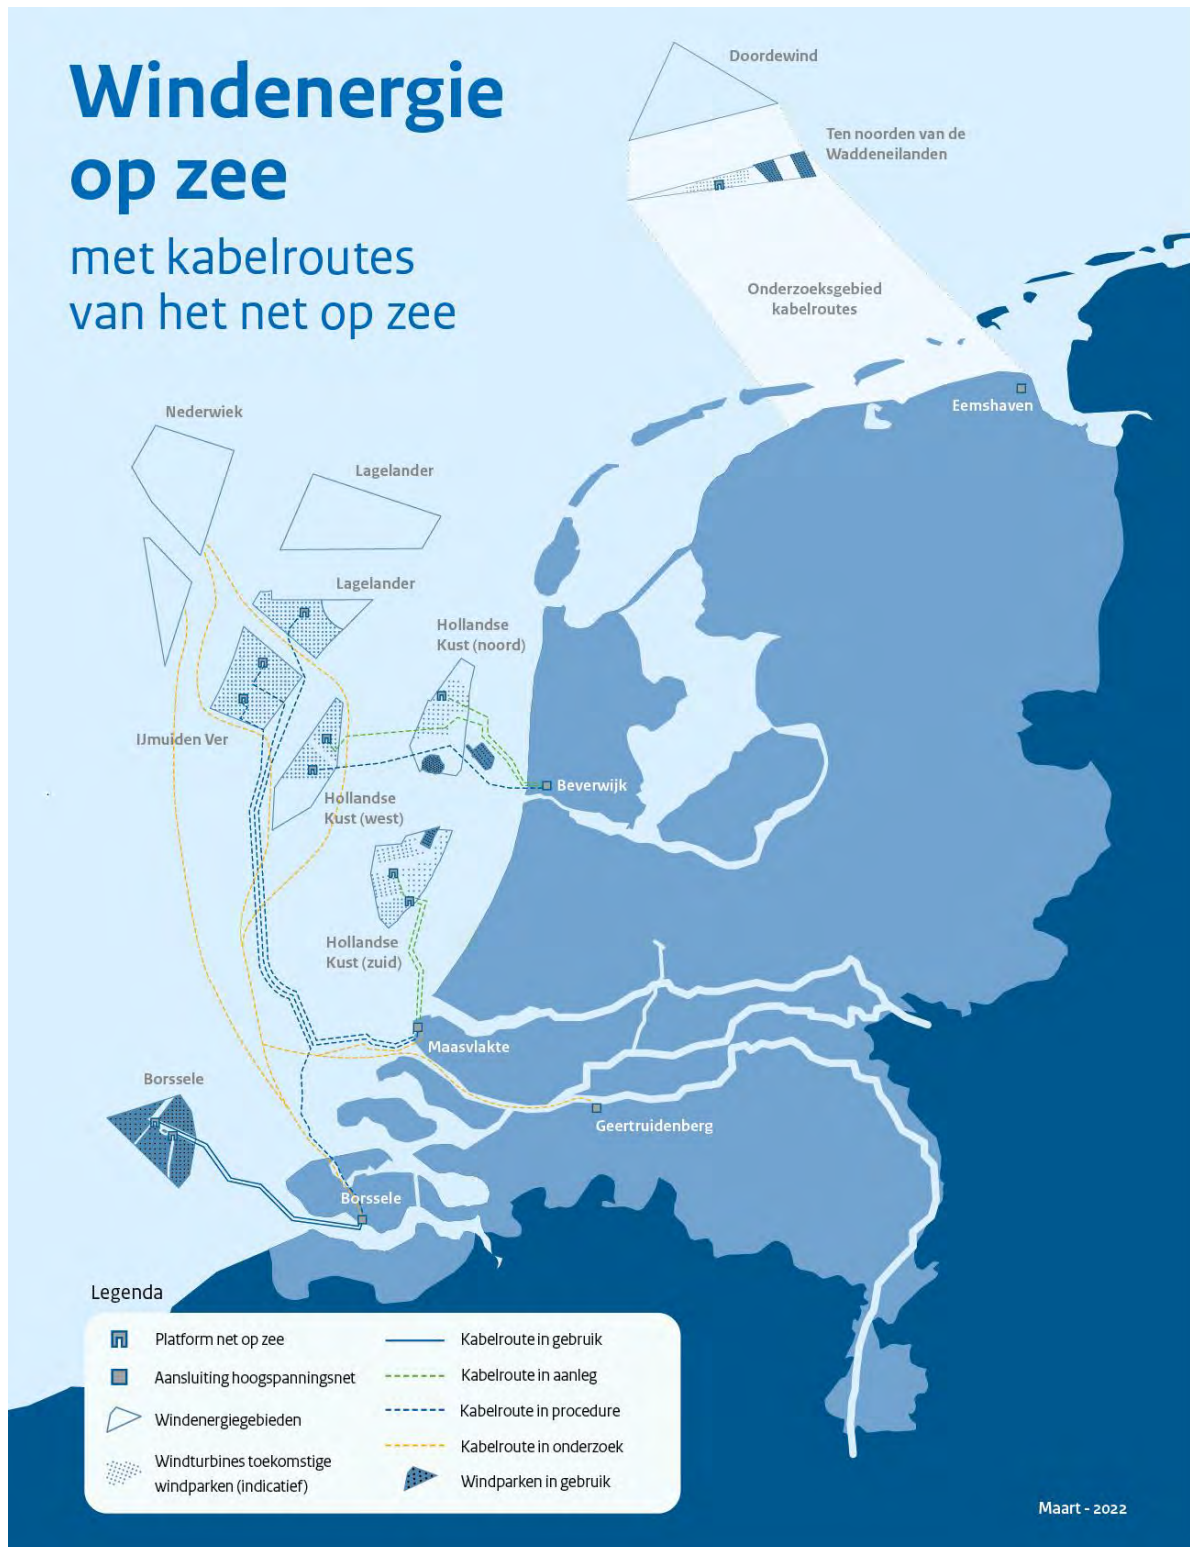 Windenergie
op zee
met kabelroutes
van het net op zee
Doordewind
Ten noorden van de
Waddeneilanden
Onderzoeksgebied
kabelroutes
Eemshaven
Nederwiek
Lagelander
Lagelander
Hollandse
Kust (noord)
IJmuiden Ver
Beverwijk
Hollandse
Kust (west)
Hollandse
Kust (zuid)
Maasvlakte
Borssele
Geertruidenberg
Borssele
Legenda
Platform net op zee
Aansluiting hoogspanningsnet
Windenergiegebieden
Windturbines toekomstige
windparken (indicatief)
Kabelroute in gebruik
Kabelroute in aanleg
Kabelroute in procedure
Kabelroute in onderzoek
Windparken in gebruik
Maart - 2022